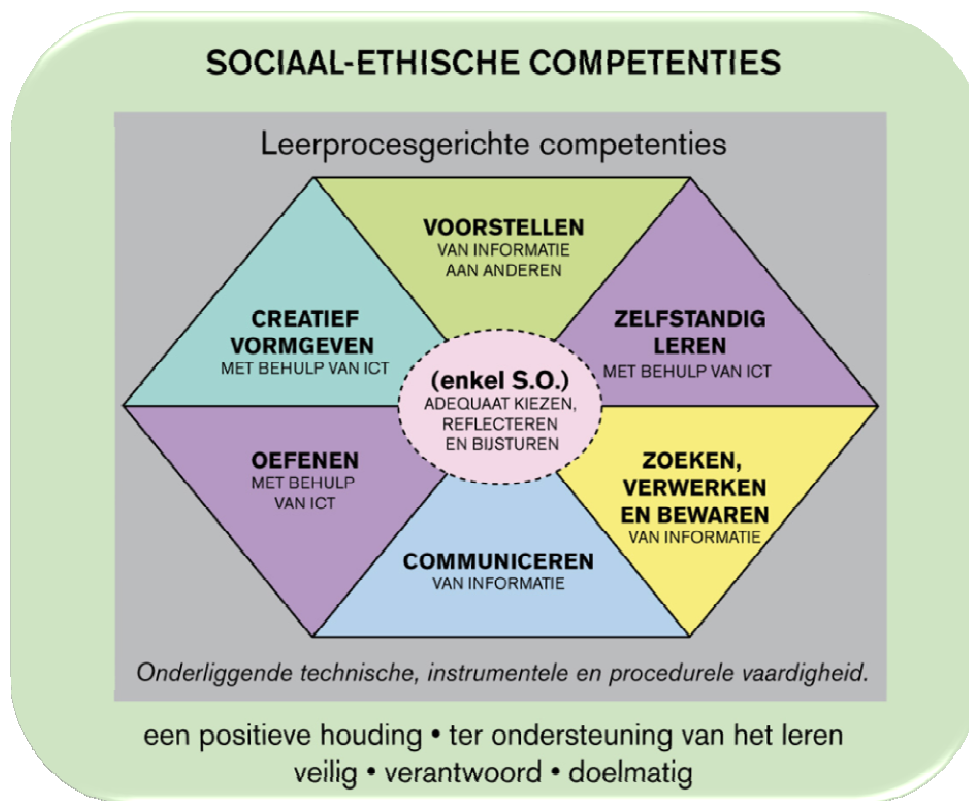 SOCIAAL-ETHISCHE COMPETENTIES
Leerprocesgerichte competenties
VOORSTELLEN
VAN INFORMATIE
AAN ANDEREN
CREATIEF
VORMGEVEN
MET BEHULP VAN ICT
ZELFSTANDIG
LEREN
MET BEHULP VAN ICT
(enkel S.O.)
ADEQUAAT KIEZEN,
REFLECTEREN
EN BIJSTUREN
OEFENEN
MET BEHULP
VAN ICT
ZOEKEN,
VERWERKEN
EN BEWAREN
VAN INFORMATIE
COMMUNICEREN
VAN INFORMATIE
Onderliggende technische, instrumentele en procedurele vaardigheid.
een positieve houding • ter ondersteuning van het leren
veilig • verantwoord • doelmatig